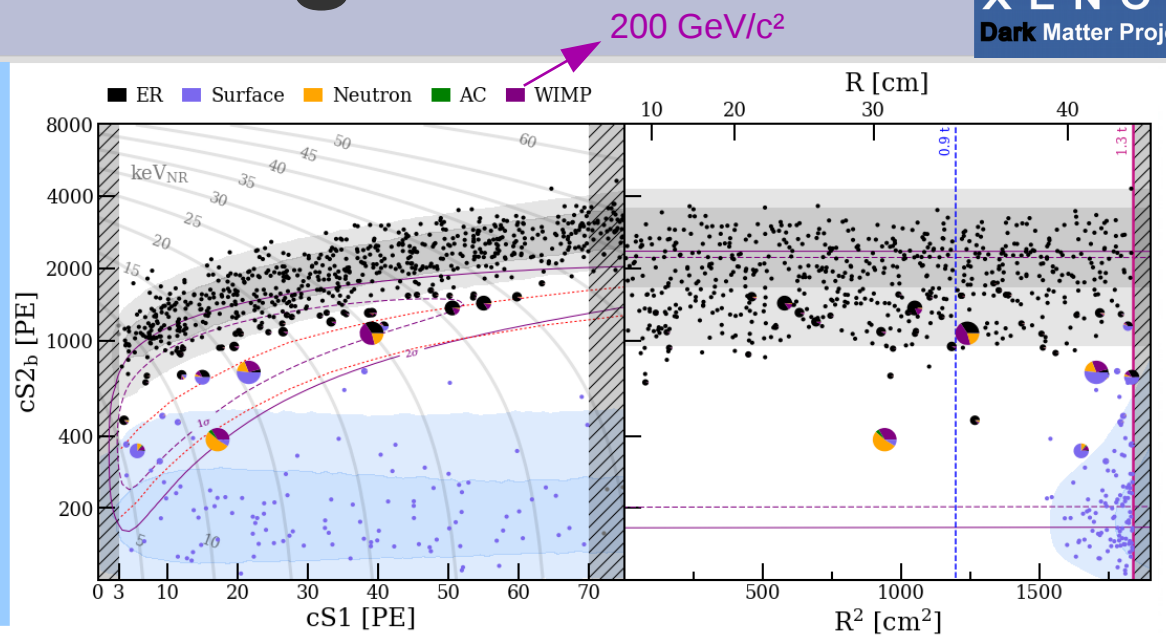 X E N O
Dark Matter Proje
200 GeV/c²
ER Surface Neutron AC WIMP
R [cm]
10 20 30 40
8000
4000
2000
1000
400
200
cS2b [PE]
keVNR
5
10
15
20
25
30
35
40
45
50
60
1σ
2σ
0.9 t
1.3 t
0 3 10 20 30 40 50 60 70
500 1000 1500
cS1 [PE]
R² [cm²]